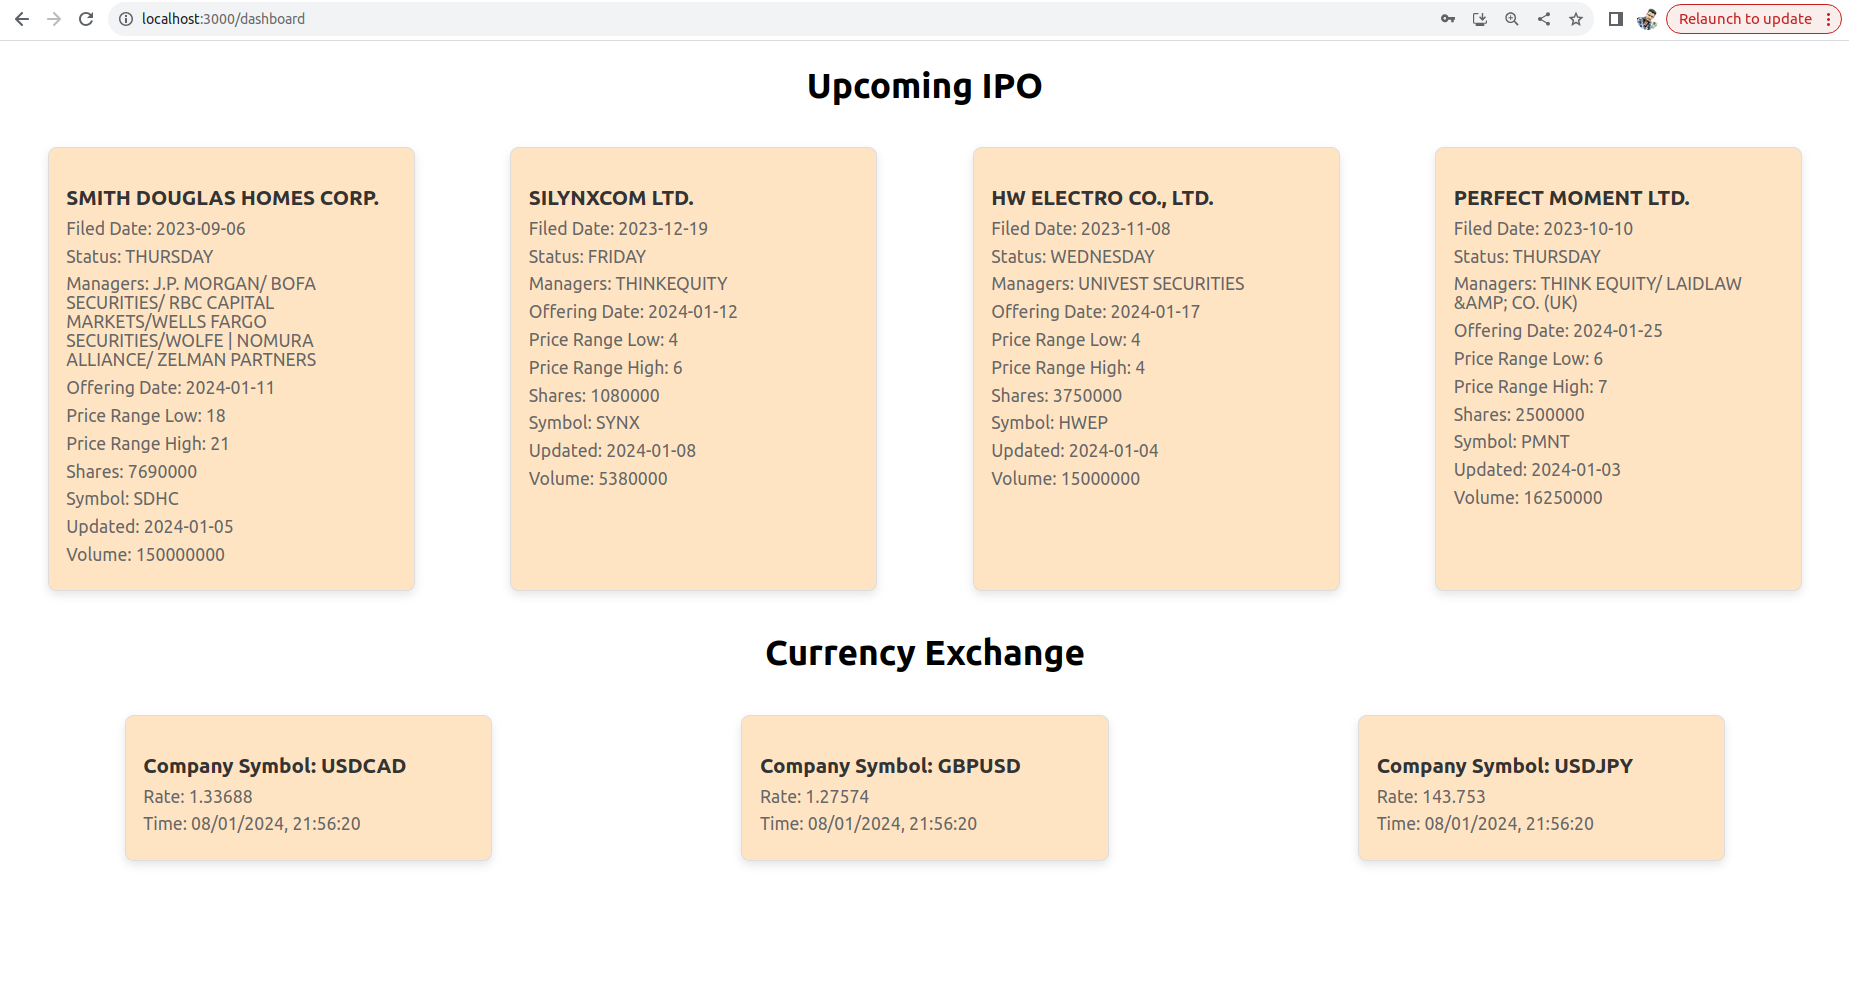 localhost:3000/dashboard
Relaunch to update
Upcoming IPO
SMITH DOUGLAS HOMES CORP.
Filed Date: 2023-09-06
Status: THURSDAY
Managers: J.P. MORGAN/ BOFA
SECURITIES/ RBC CAPITAL
MARKETS/WELLS FARGO
SECURITIES/WOLFE | NOMURA
ALLIANCE/ ZELMAN PARTNERS
Offering Date: 2024-01-11
Price Range Low: 18
Price Range High: 21
Shares: 7690000
Symbol: SDHC
Updated: 2024-01-05
Volume: 150000000
SILYNXCOM LTD.
Filed Date: 2023-12-19
Status: FRIDAY
Managers: THINKEQUITY
Offering Date: 2024-01-12
Price Range Low: 4
Price Range High: 6
Shares: 1080000
Symbol: SYNX
Updated: 2024-01-08
Volume: 5380000
HW ELECTRO CO., LTD.
Filed Date: 2023-11-08
Status: WEDNESDAY
Managers: UNIVEST SECURITIES
Offering Date: 2024-01-17
Price Range Low: 4
Price Range High: 4
Shares: 3750000
Symbol: HWEP
Updated: 2024-01-04
Volume: 15000000
PERFECT MOMENT LTD.
Filed Date: 2023-10-10
Status: THURSDAY
Managers: THINK EQUITY/ LAIDLAW
&AMP; CO. (UK)
Offering Date: 2024-01-25
Price Range Low: 6
Price Range High: 7
Shares: 2500000
Symbol: PMNT
Updated: 2024-01-03
Volume: 16250000
Currency Exchange
Company Symbol: USDCAD
Rate: 1.33688
Time: 08/01/2024, 21:56:20
Company Symbol: GBPUSD
Rate: 1.27574
Time: 08/01/2024, 21:56:20
Company Symbol: USDJPY
Rate: 143.753
Time: 08/01/2024, 21:56:20